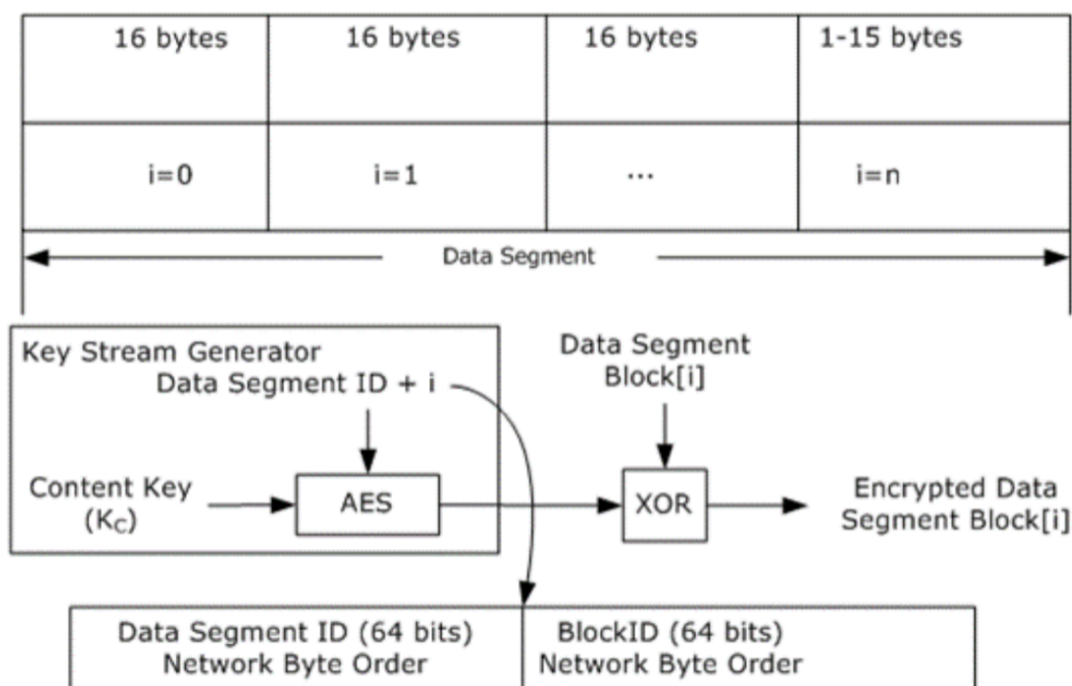 16 bytes 16 bytes 16 bytes 1-15 bytes
i=0 i=1 ... i=n
Data Segment
Key Stream Generator
Data Segment ID + i
Data Segment
Block[i]
Content Key
(KC)
AES
XOR
Encrypted Data
Segment Block[i]
Data Segment ID (64 bits)
Network Byte Order
BlockID (64 bits)
Network Byte Order